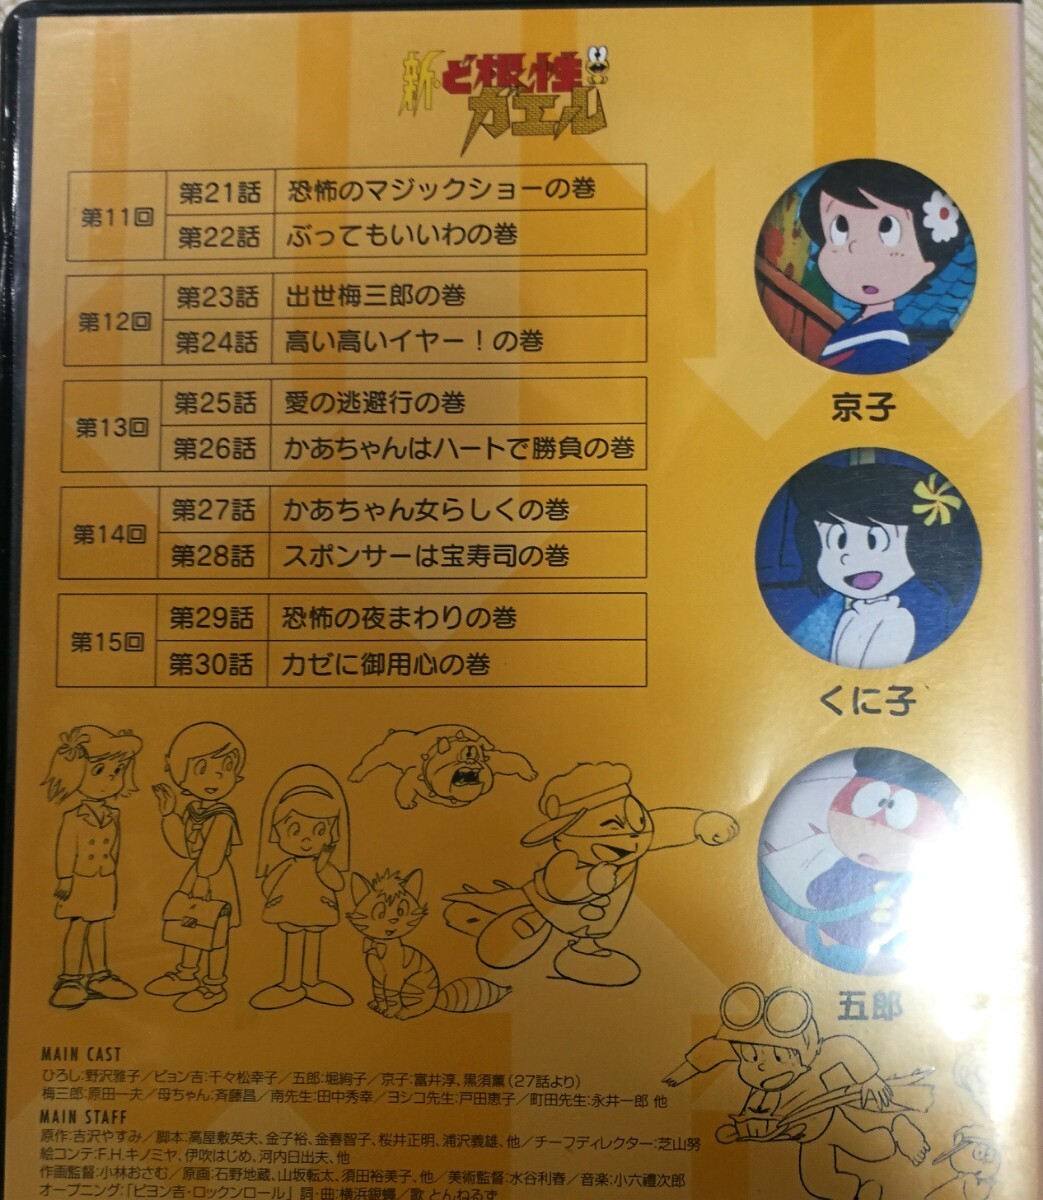 新・ど根性
ガエル
第11回
第21話 恐怖のマジックショーの巻
第22話 ぶってもいいわの巻
第12回
第23話 出世梅三郎の巻
第24話 高い高いイヤー!の巻
第13回
第25話 愛の逃避行の巻
第26話 かあちゃんはハートで勝負の巻
第14回
第27話 かあちゃん女らしくの巻
第28話 スポンサーは宝寿司の巻
第15回
第29話 恐怖の夜まわりの巻
第30話 カゼに御用心の巻
京子
くに子
五郎
MAIN CAST
ひろし:野沢雅子/ピョン吉:千々松幸子/五郎:堀絢子/京子:富井淳、黒須薫(27話より)
梅三郎:原田一夫/母ちゃん:斉藤昌/南先生:田中秀幸/ヨシコ先生:戸田恵子/町田先生:永井一郎 他
MAIN STAFF
原作:吉沢やすみ/脚本:高屋敷英夫、金子裕、金春智子、桜井正明、浦沢義雄、他/チーフディレクター:芝山努
絵コンテ:F.H.キノミヤ、伊吹はじめ、河内日出夫、他
作画監督:小林おさむ/原画:石野地蔵、山坂転太、須田裕美子、他/美術監督:水谷利春/音楽:小六禮次郎
オープニング:「ピョン吉・ロックンロール」 詞・曲:横浜銀蝿/歌 とんねるず